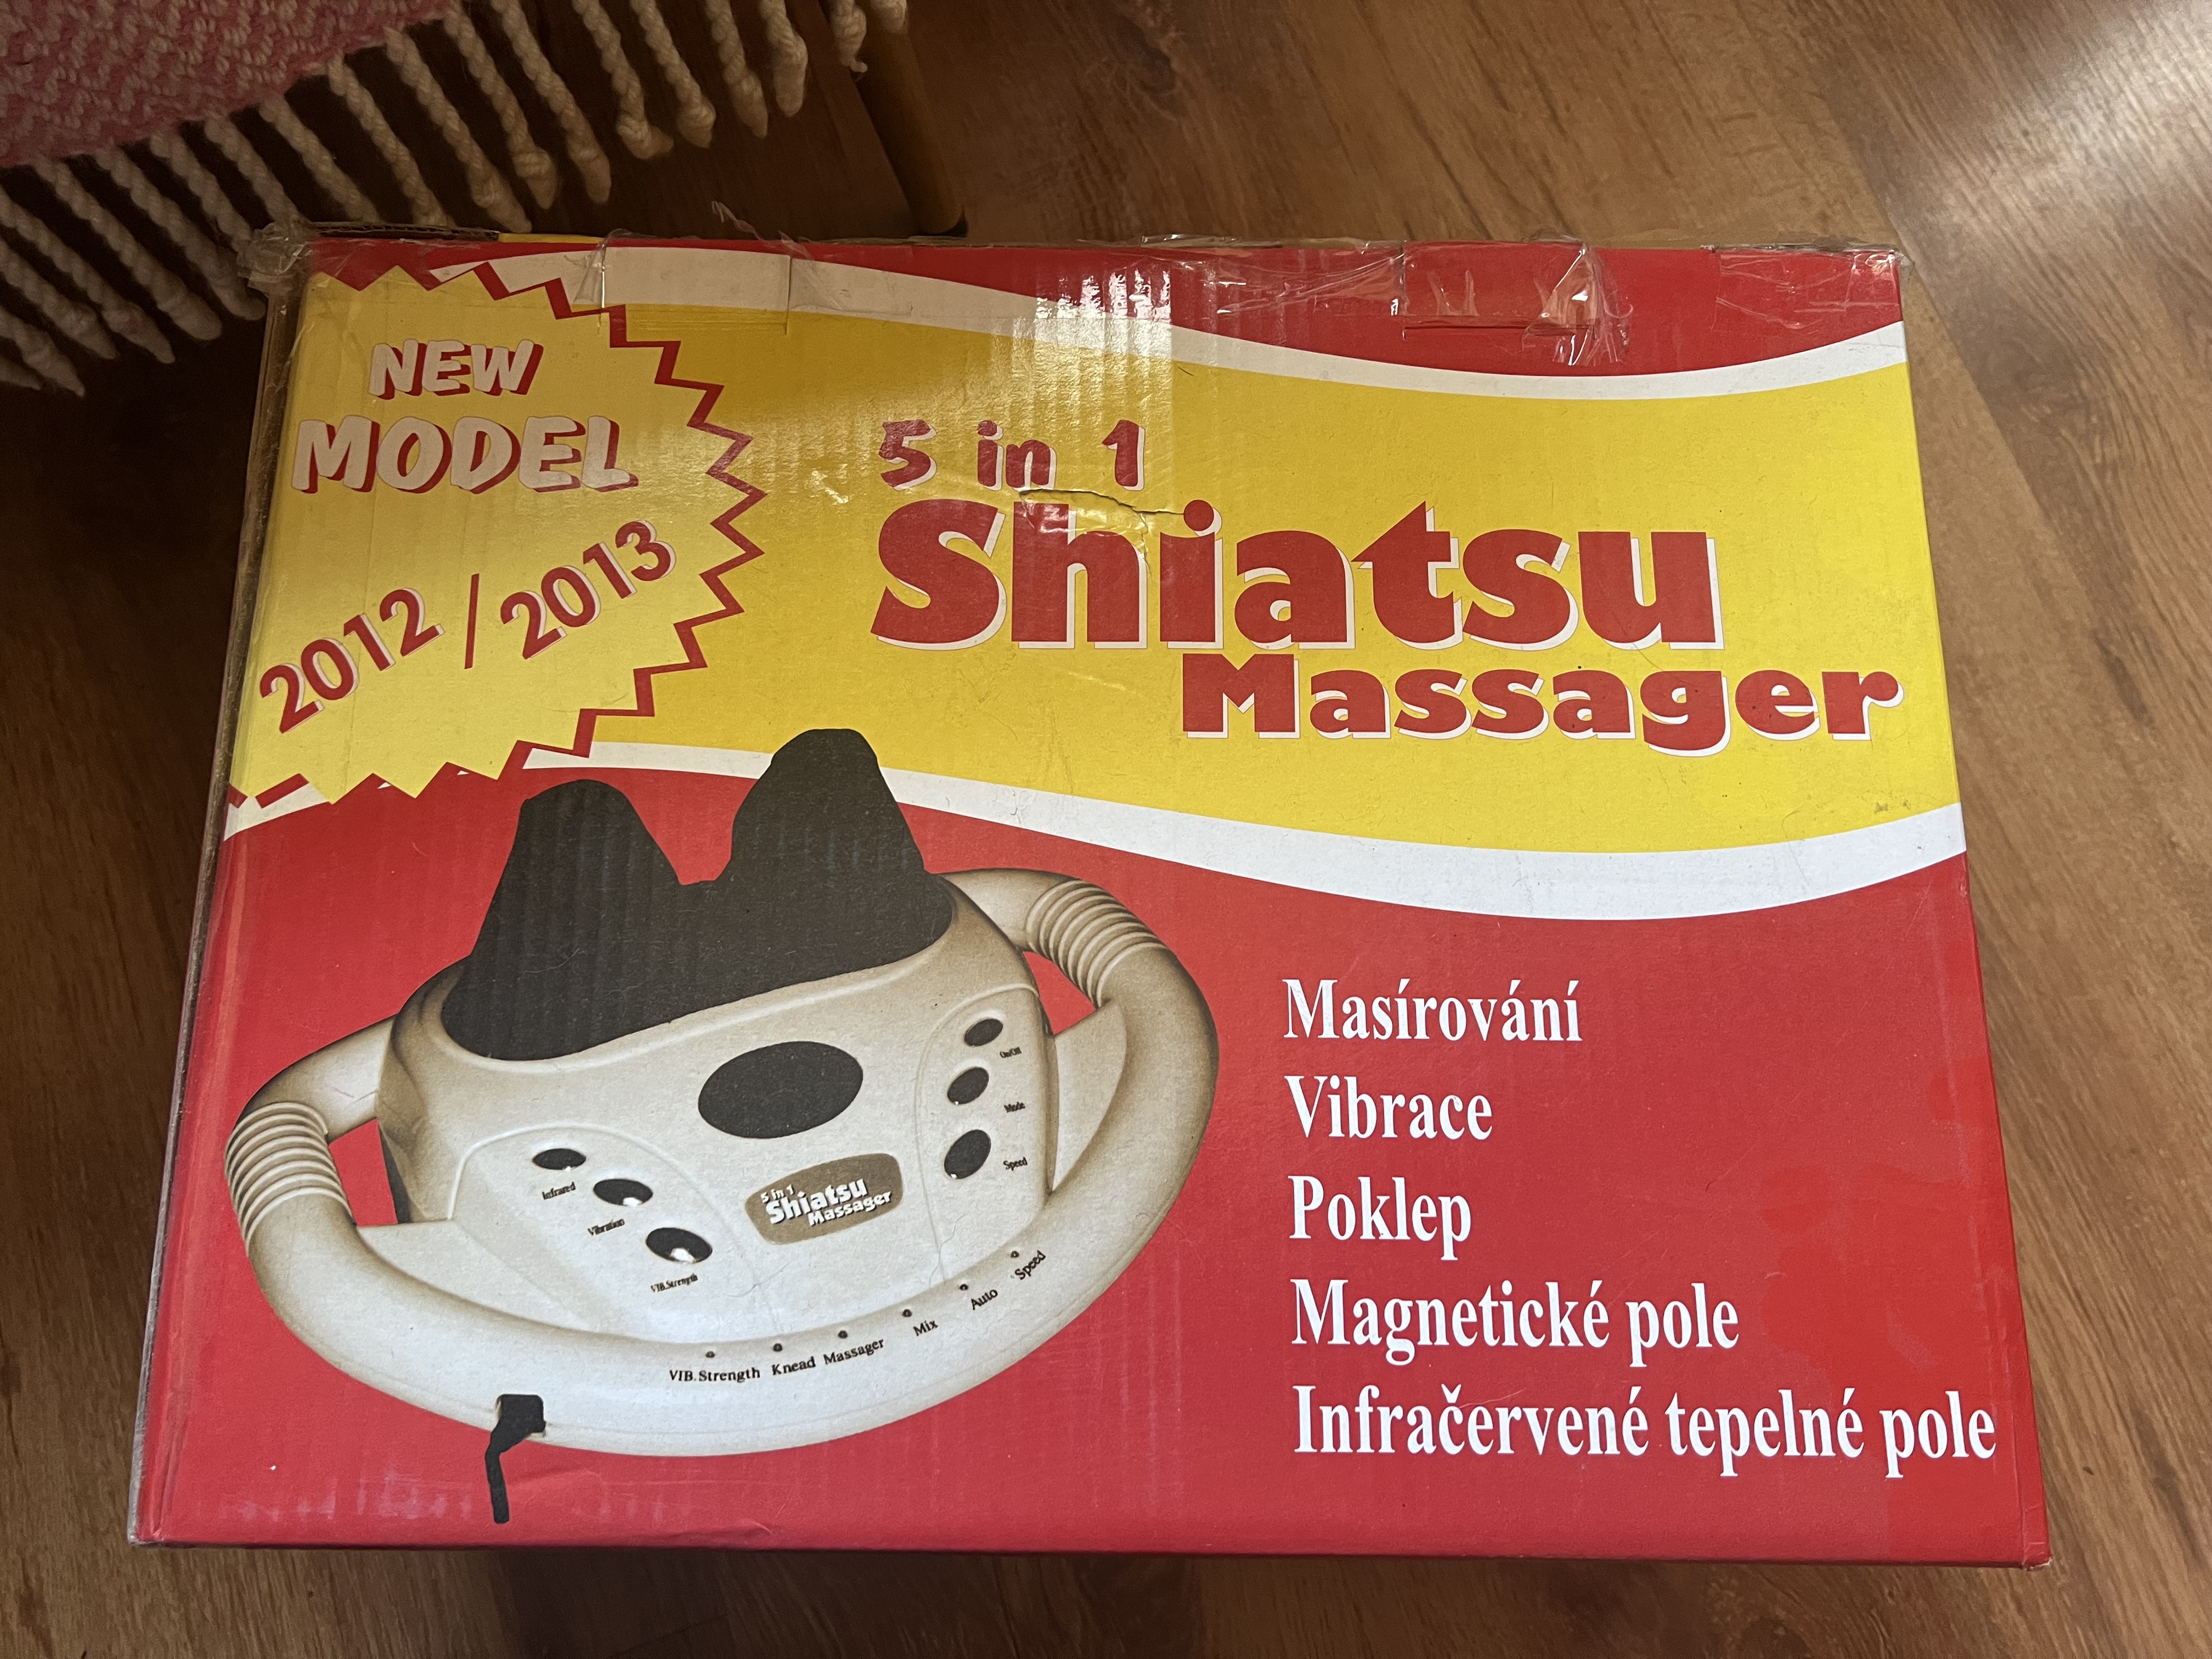 NEW
MODEL
2012 / 2013
5 in 1
Shiatsu
Massager
Masírování
Vibrace
Poklep
Magnetické pole
Infračervené tepelné pole
On/Off
Mode
Speed
Infrared
Vibration
VIB.Strength
5 in 1
Shiatsu
Massager
VIB.Strength Knead Massager Mix Auto Speed